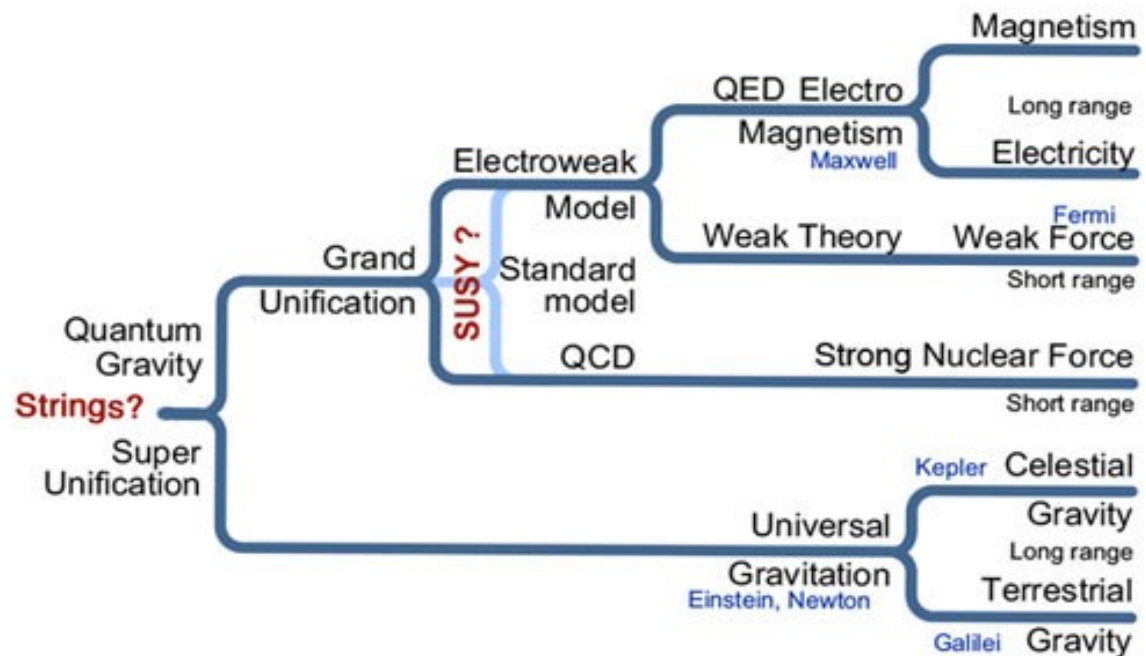 Magnetism
QED Electro
Long range
Magnetism
Maxwell
Electricity
Electroweak
Model
Fermi
Weak Theory
Weak Force
Short range
Grand
Unification
SUSY ?
Standard
model
Quantum
Gravity
QCD
Strong Nuclear Force
Short range
Strings?
Super
Unification
Kepler
Celestial
Gravity
Universal
Gravitation
Einstein, Newton
Long range
Terrestrial
Galilei
Gravity